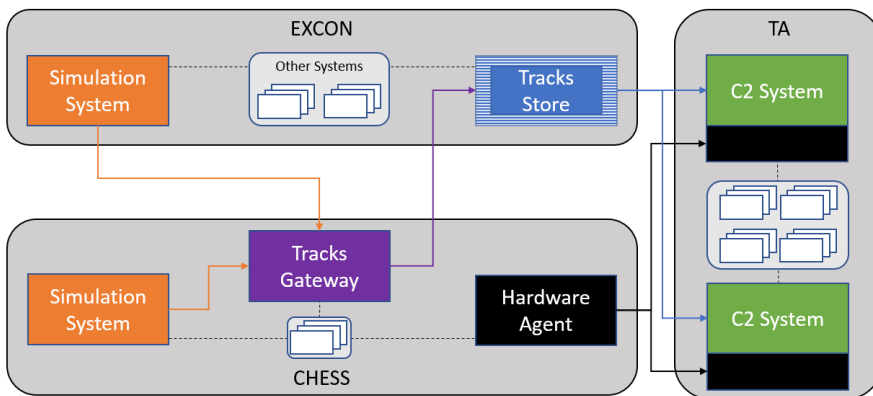 EXCON
TA
Simulation
System
Other Systems
Tracks
Store
C2 System
Tracks
Gateway
Simulation
System
Hardware
Agent
C2 System
CHESS